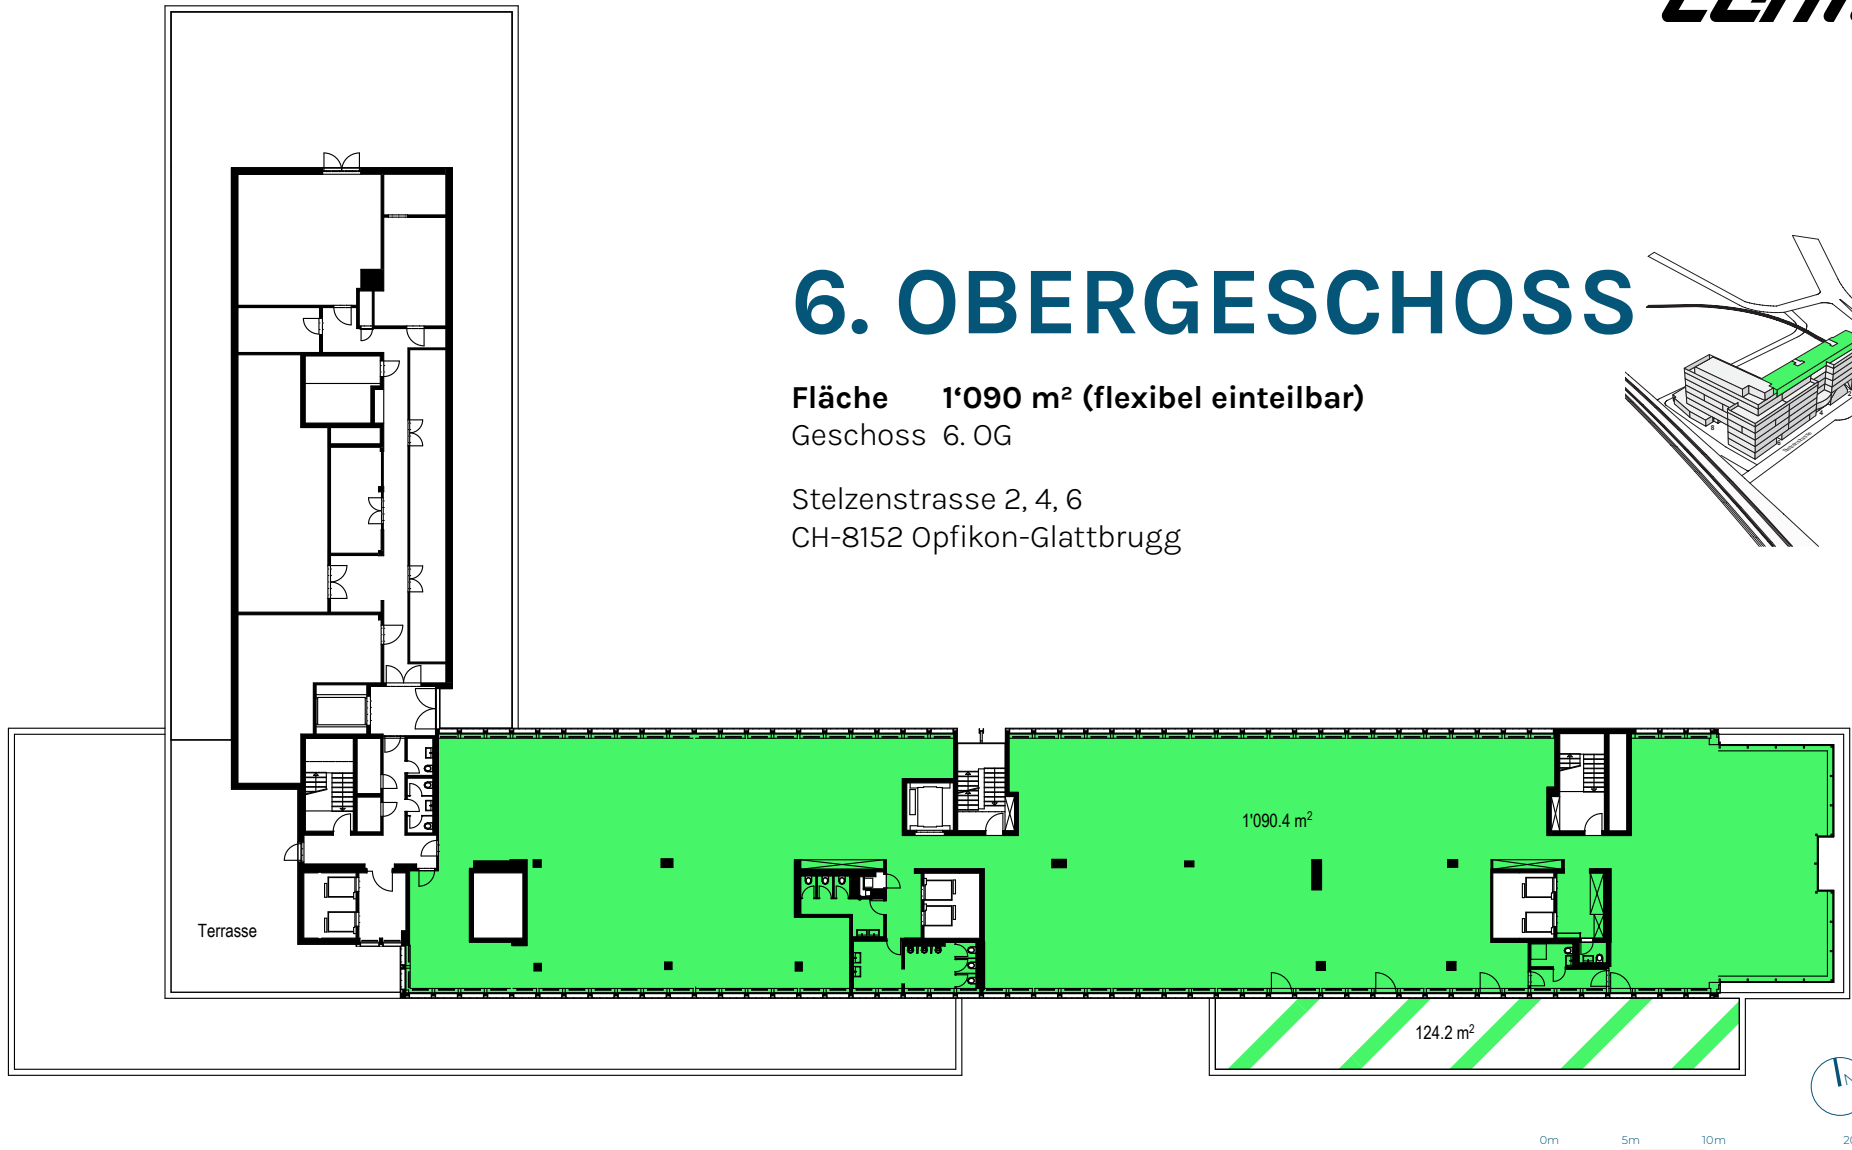 6. OBERGESCHOSS
Fläche 1‘090 m² (flexibel einteilbar)
Geschoss 6. OG
Stelzenstrasse 2, 4, 6
CH-8152 Opfikon-Glattbrugg
1'090.4 m²
Terrasse
124.2 m²
N
0m 5m 10m